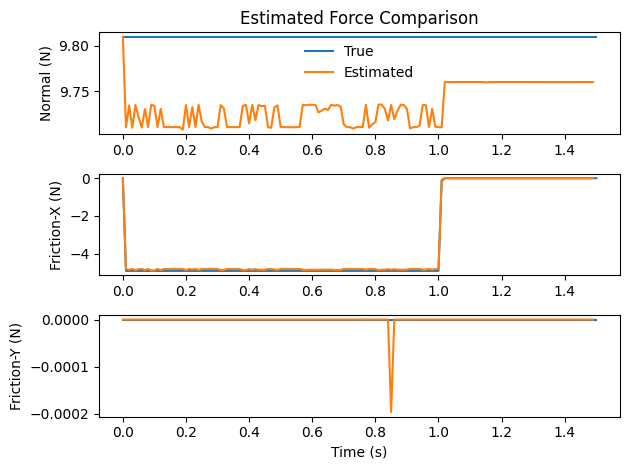 Estimated Force Comparison
Normal (N)
9.80
9.75
True
Estimated
0.0 0.2 0.4 0.6 0.8 1.0 1.2 1.4
Friction-X (N)
0
−2
−4
0.0 0.2 0.4 0.6 0.8 1.0 1.2 1.4
Friction-Y (N)
0.0000
−0.0001
−0.0002
0.0 0.2 0.4 0.6 0.8 1.0 1.2 1.4
Time (s)